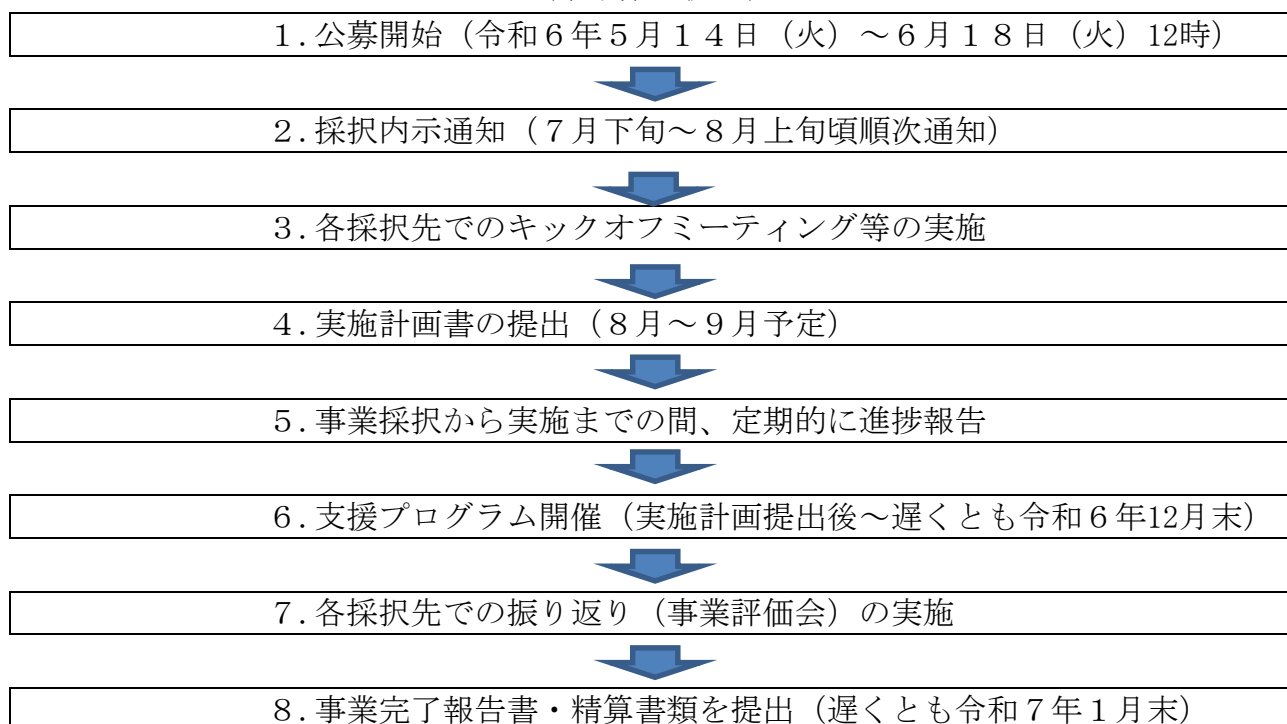 １.公募開始（令和６年５月１４日（火）～６月１８日（火）12時）
２.採択内示通知（７月下旬～８月上旬頃順次通知）
３.各採択先でのキックオフミーティング等の実施
４.実施計画書の提出（８月～９月予定）
５.事業採択から実施までの間、定期的に進捗報告
６.支援プログラム開催（実施計画提出後～遅くとも令和６年12月末）
７.各採択先での振り返り（事業評価会）の実施
８.事業完了報告書・精算書類を提出（遅くとも令和７年１月末）